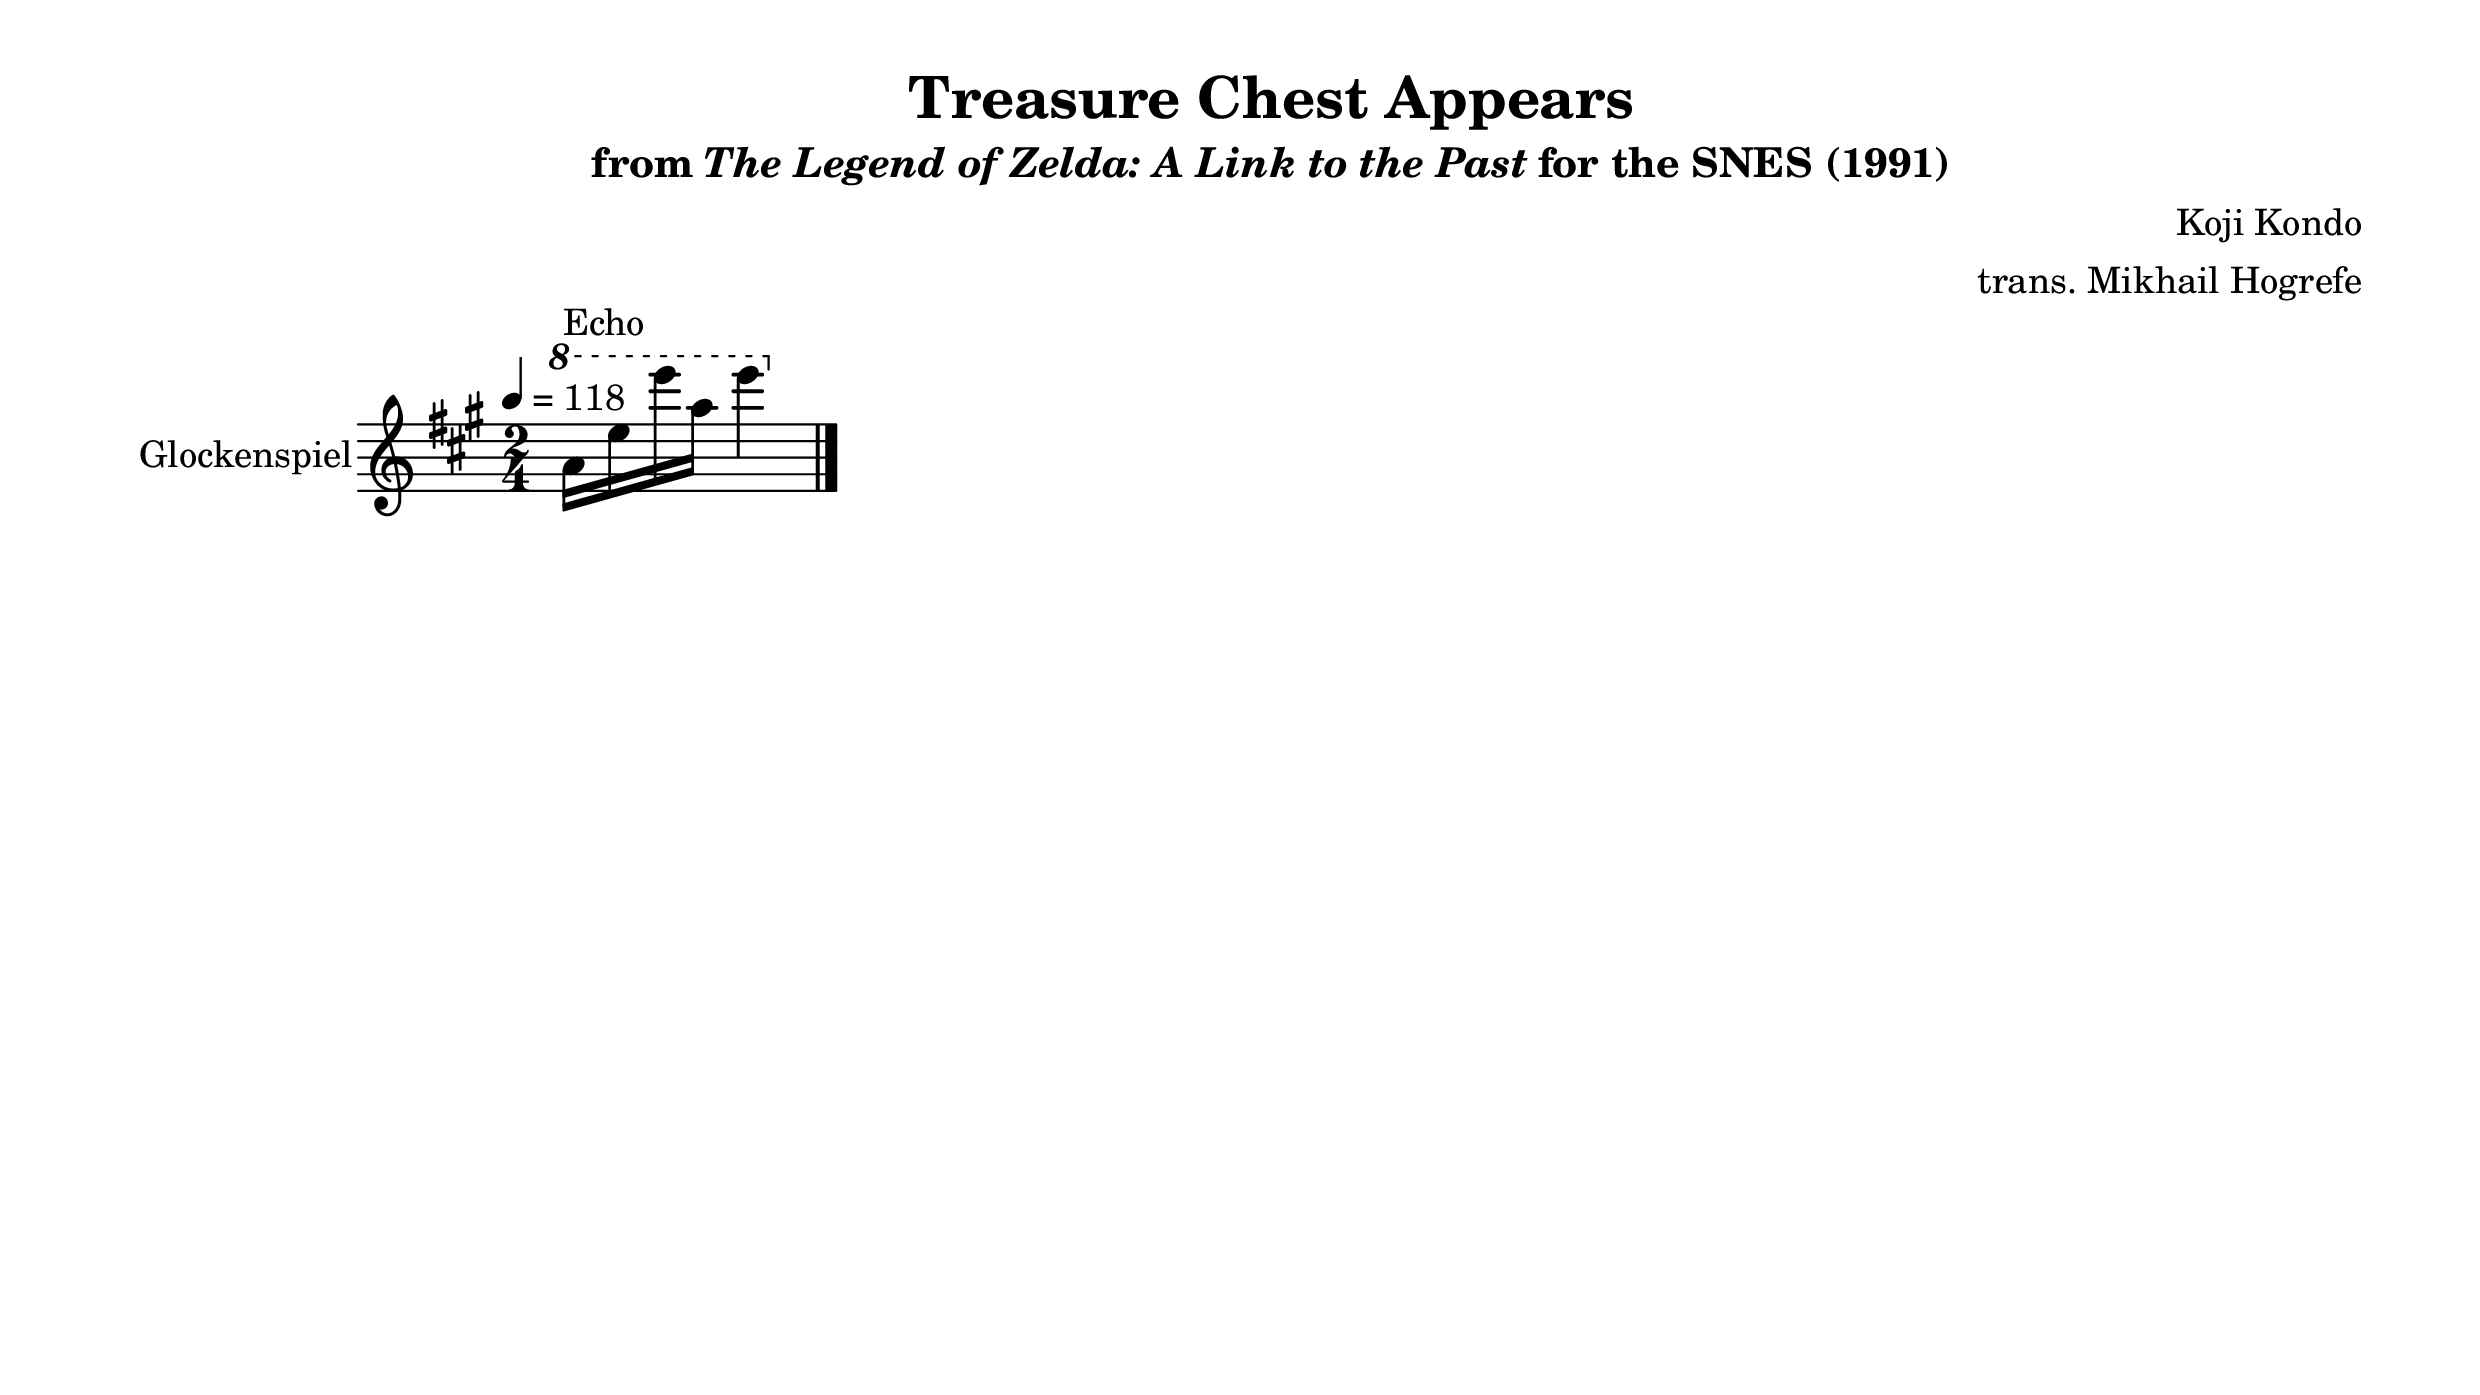 Treasure Chest Appears
from The Legend of Zelda: A Link to the Past for the SNES (1991)
Koji Kondo
trans. Mikhail Hogrefe
Echo
8
= 118
Glockenspiel
2
4